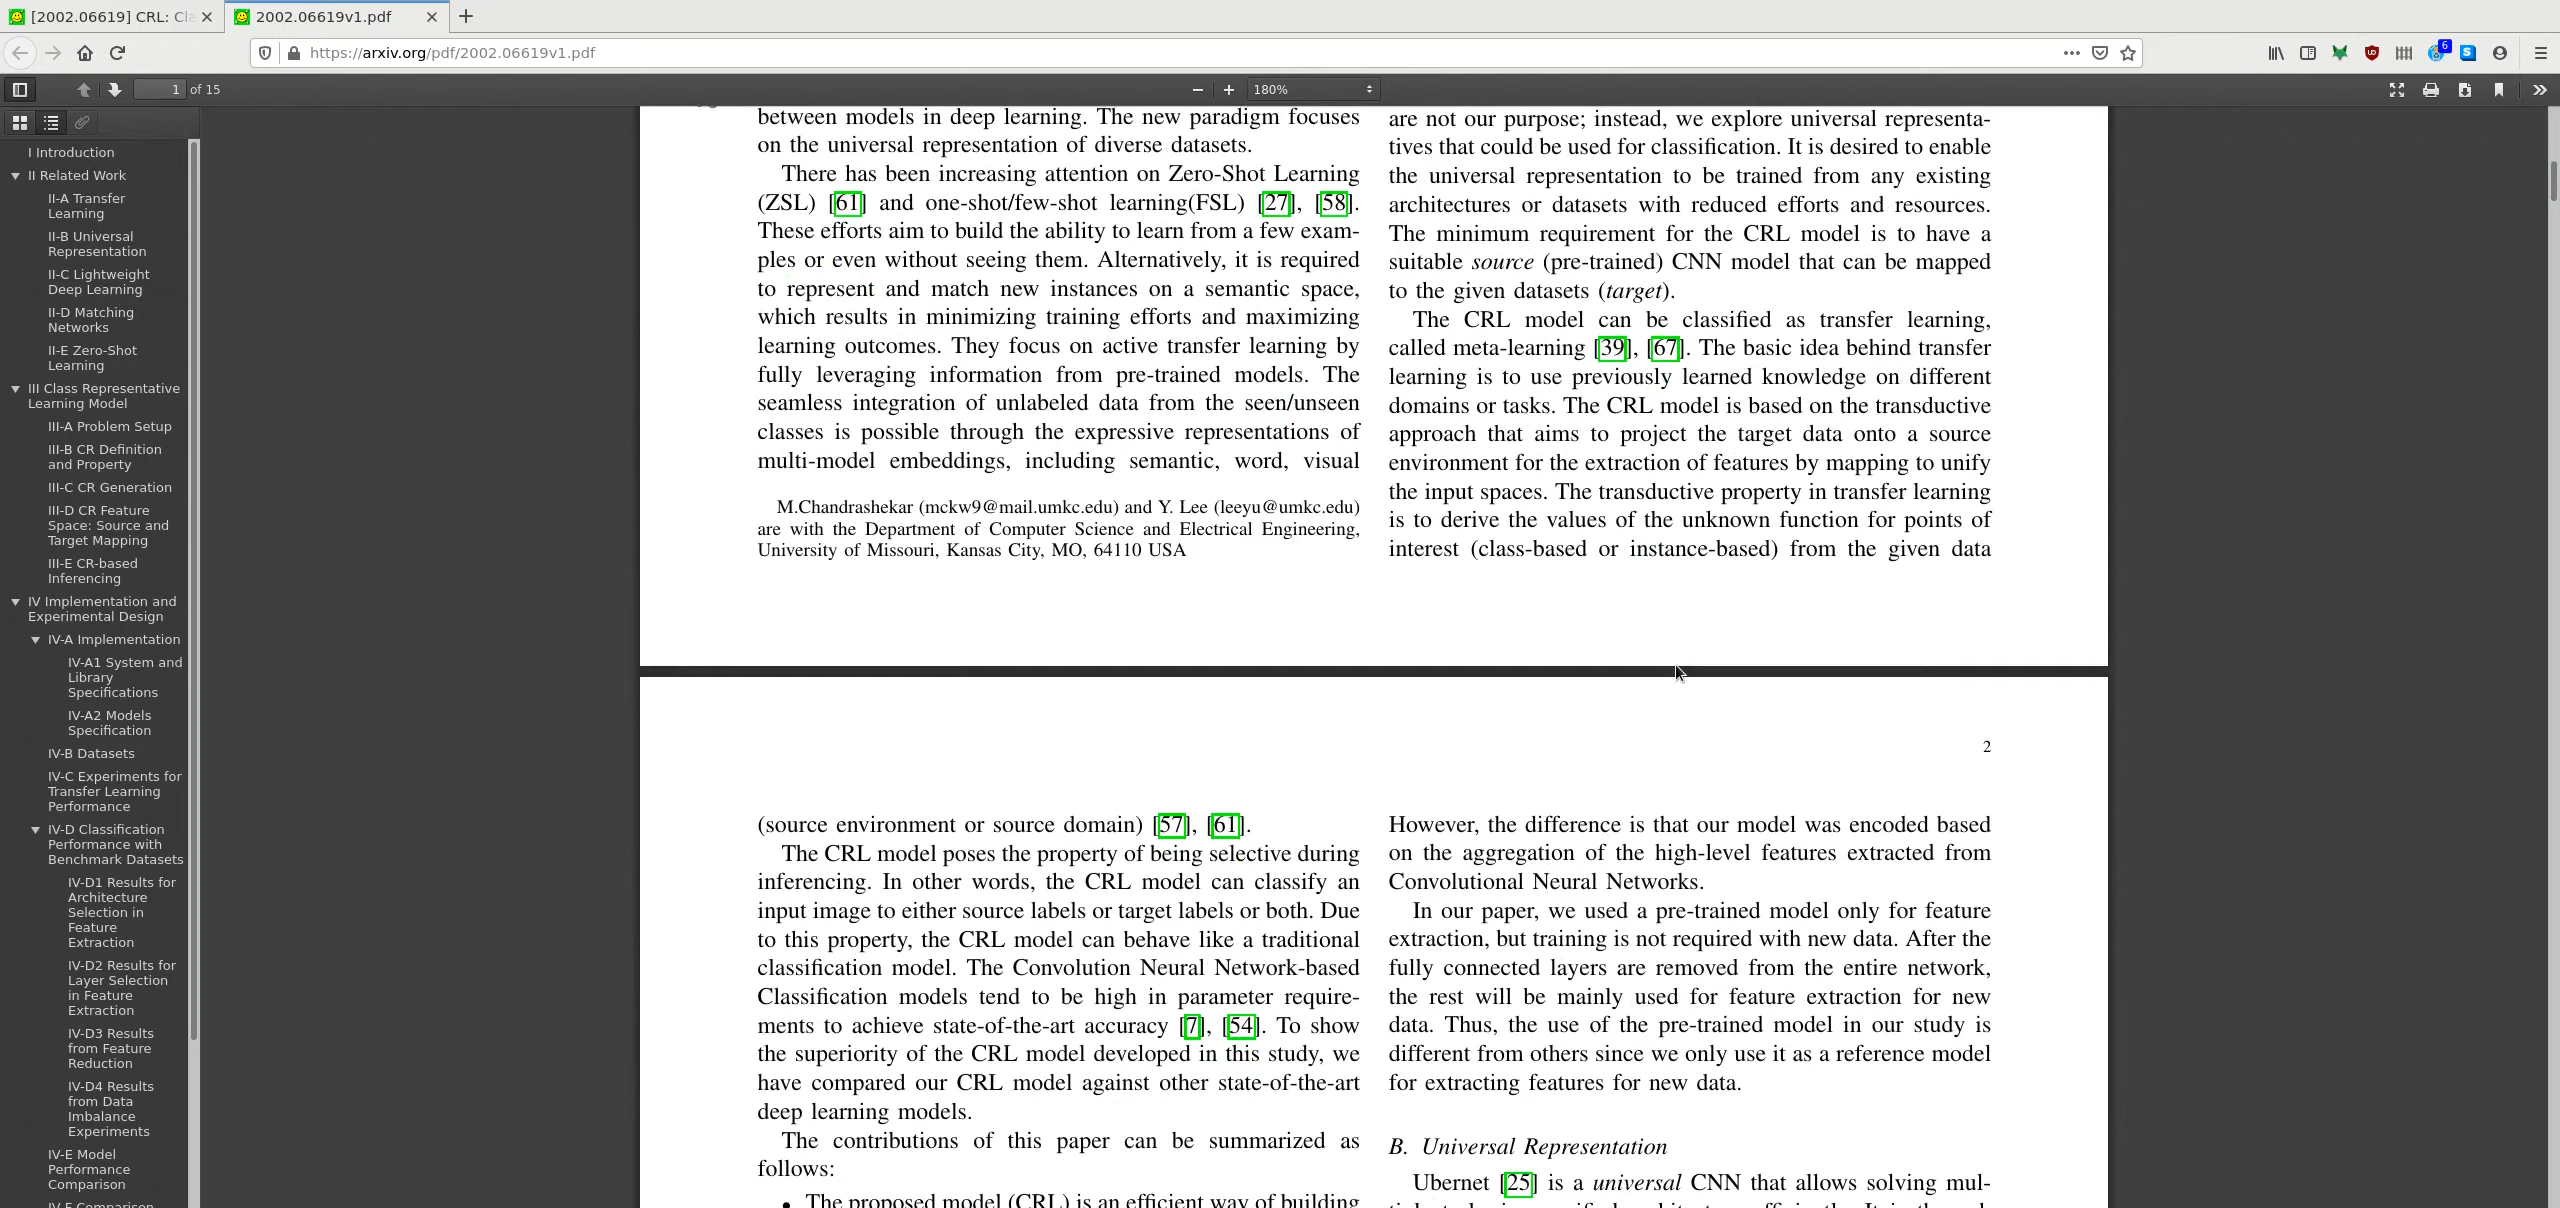 [2002.06619] CRL: Cla
2002.06619v1.pdf
https://arxiv.org/pdf/2002.06619v1.pdf
6
1 of 15
180%
I Introduction
II Related Work
II-A Transfer
Learning
II-B Universal
Representation
II-C Lightweight
Deep Learning
II-D Matching
Networks
II-E Zero-Shot
Learning
III Class Representative
Learning Model
III-A Problem Setup
III-B CR Definition
and Property
III-C CR Generation
III-D CR Feature
Space: Source and
Target Mapping
III-E CR-based
Inferencing
IV Implementation and
Experimental Design
IV-A Implementation
IV-A1 System and
Library
Specifications
IV-A2 Models
Specification
IV-B Datasets
IV-C Experiments for
Transfer Learning
Performance
IV-D Classification
Performance with
Benchmark Datasets
IV-D1 Results for
Architecture
Selection in
Feature
Extraction
IV-D2 Results for
Layer Selection
in Feature
Extraction
IV-D3 Results
from Feature
Reduction
IV-D4 Results
from Data
Imbalance
Experiments
IV-E Model
Performance
Comparison
IV-F Comparison
between models in deep learning. The new paradigm focuses
on the universal representation of diverse datasets.
There has been increasing attention on Zero-Shot Learning
(ZSL) [61] and one-shot/few-shot learning(FSL) [27], [58].
These efforts aim to build the ability to learn from a few exam-
ples or even without seeing them. Alternatively, it is required
to represent and match new instances on a semantic space,
which results in minimizing training efforts and maximizing
learning outcomes. They focus on active transfer learning by
fully leveraging information from pre-trained models. The
seamless integration of unlabeled data from the seen/unseen
classes is possible through the expressive representations of
multi-model embeddings, including semantic, word, visual
M.Chandrashekar (mckw9@mail.umkc.edu) and Y. Lee (leeyu@umkc.edu)
are with the Department of Computer Science and Electrical Engineering,
University of Missouri, Kansas City, MO, 64110 USA
are not our purpose; instead, we explore universal representa-
tives that could be used for classification. It is desired to enable
the universal representation to be trained from any existing
architectures or datasets with reduced efforts and resources.
The minimum requirement for the CRL model is to have a
suitable source (pre-trained) CNN model that can be mapped
to the given datasets (target).
The CRL model can be classified as transfer learning,
called meta-learning [39], [67]. The basic idea behind transfer
learning is to use previously learned knowledge on different
domains or tasks. The CRL model is based on the transductive
approach that aims to project the target data onto a source
environment for the extraction of features by mapping to unify
the input spaces. The transductive property in transfer learning
is to derive the values of the unknown function for points of
interest (class-based or instance-based) from the given data
2
(source environment or source domain) [57], [61].
The CRL model poses the property of being selective during
inferencing. In other words, the CRL model can classify an
input image to either source labels or target labels or both. Due
to this property, the CRL model can behave like a traditional
classification model. The Convolution Neural Network-based
Classification models tend to be high in parameter require-
ments to achieve state-of-the-art accuracy [7], [54]. To show
the superiority of the CRL model developed in this study, we
have compared our CRL model against other state-of-the-art
deep learning models.
The contributions of this paper can be summarized as
follows:
• The proposed model (CRL) is an efficient way of building
However, the difference is that our model was encoded based
on the aggregation of the high-level features extracted from
Convolutional Neural Networks.
In our paper, we used a pre-trained model only for feature
extraction, but training is not required with new data. After the
fully connected layers are removed from the entire network,
the rest will be mainly used for feature extraction for new
data. Thus, the use of the pre-trained model in our study is
different from others since we only use it as a reference model
for extracting features for new data.
B. Universal Representation
Ubernet [25] is a universal CNN that allows solving mul-